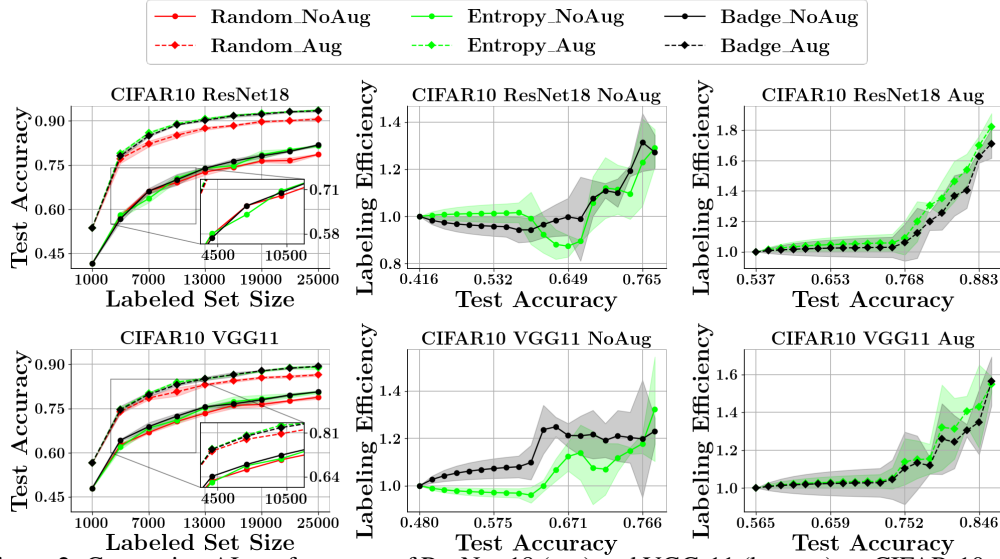 Random_NoAug Entropy_NoAug Badge_NoAug
Random_Aug Entropy_Aug Badge_Aug
CIFAR10 ResNet18
Test Accuracy
0.90
0.75
0.60
0.45
0.71
0.58
4500 10500
1000 7000 13000 19000 25000
Labeled Set Size
CIFAR10 ResNet18 NoAug
Labeling Efficiency
1.4
1.2
1.0
0.8
0.416 0.532 0.649 0.765
Test Accuracy
CIFAR10 ResNet18 Aug
Labeling Efficiency
1.8
1.6
1.4
1.2
1.0
0.537 0.653 0.768 0.883
Test Accuracy
CIFAR10 VGG11
Test Accuracy
0.90
0.75
0.60
0.45
0.81
0.64
4500 10500
1000 7000 13000 19000 25000
Labeled Set Size
CIFAR10 VGG11 NoAug
Labeling Efficiency
1.4
1.2
1.0
0.480 0.575 0.671 0.766
Test Accuracy
CIFAR10 VGG11 Aug
Labeling Efficiency
1.6
1.4
1.2
1.0
0.565 0.659 0.752 0.846
Test Accuracy